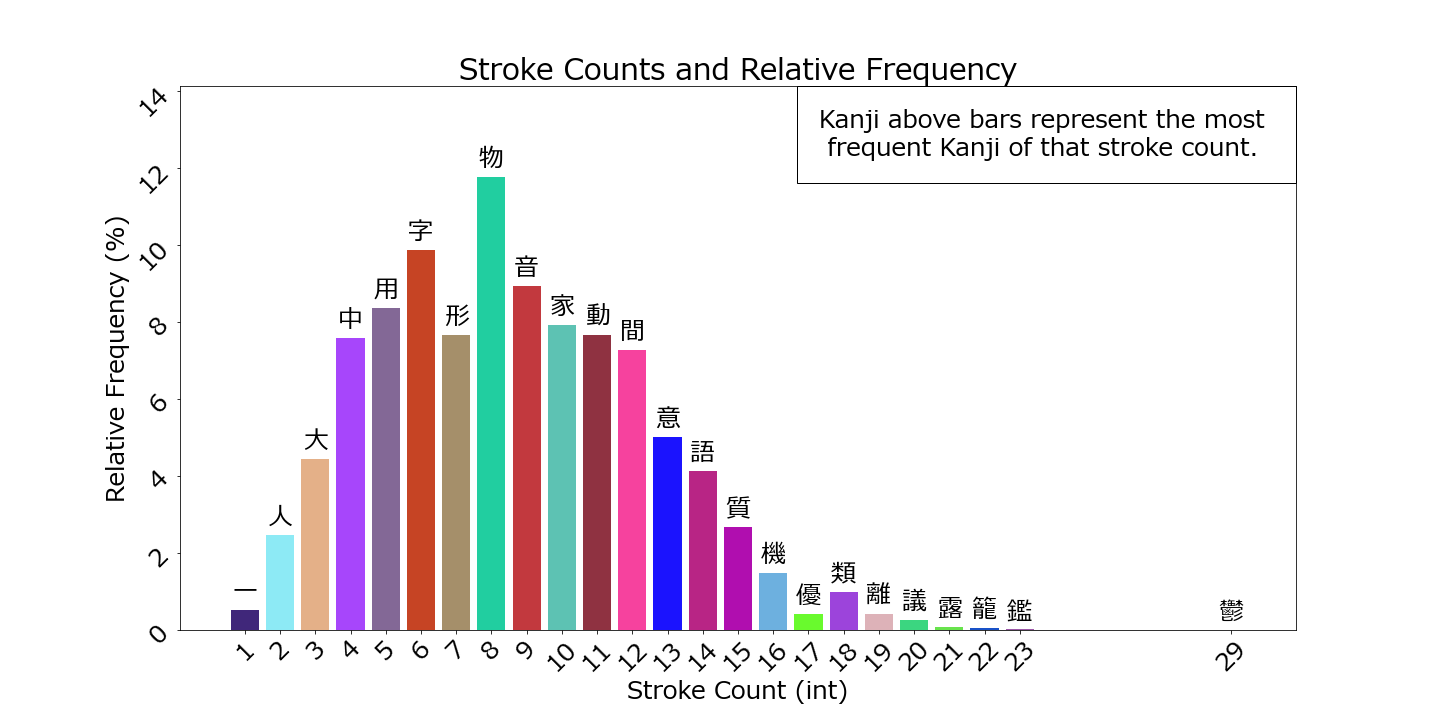 Stroke Counts and Relative Frequency
Kanji above bars represent the most
frequent Kanji of that stroke count.
Relative Frequency (%)
14
12
10
8
6
4
2
0
一 人 大 中 用 字 形 物 音 家 動 間 意 語 質 機 優 類 離 議 露 籠 鑑 鬱
1 2 3 4 5 6 7 8 9 10 11 12 13 14 15 16 17 18 19 20 21 22 23 29
Stroke Count (int)